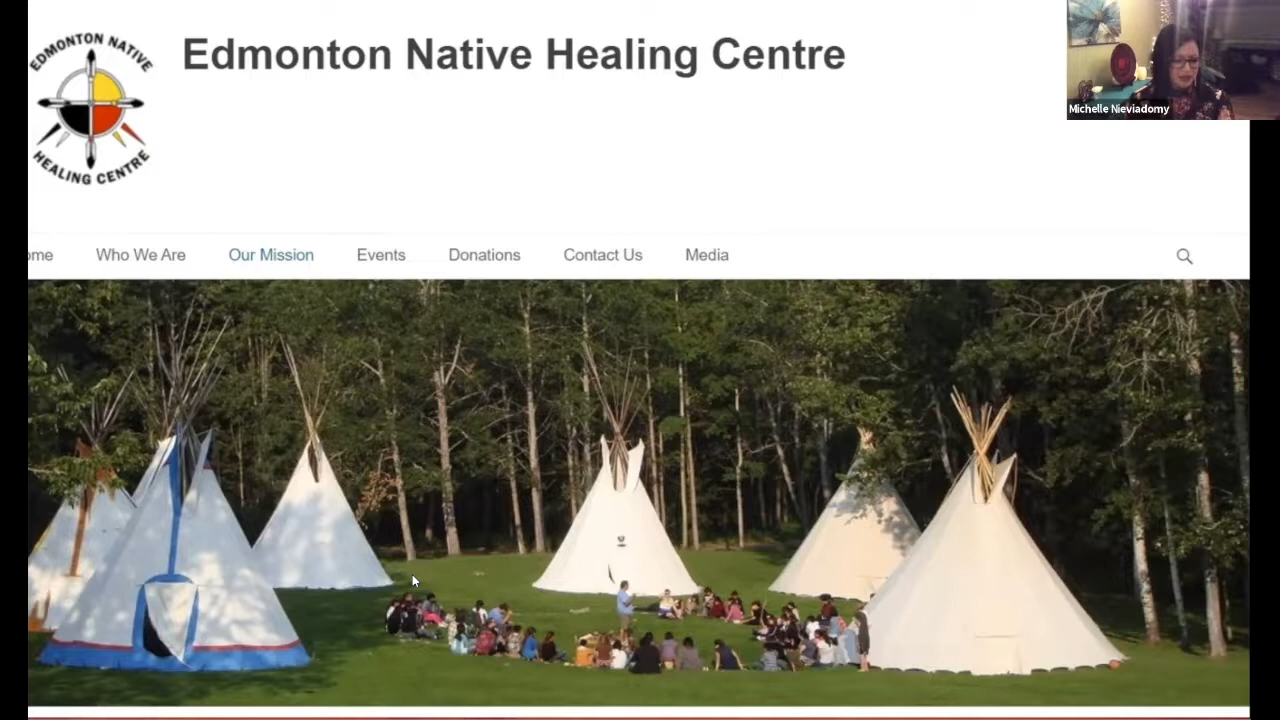 EDMONTON NATIVE
HEALING CENTRE
Edmonton Native Healing Centre
Michelle Nieviadomy
ome Who We Are Our Mission Events Donations Contact Us Media